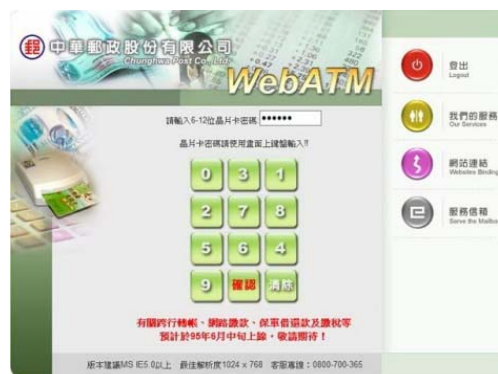 郵 中華郵政股份有限公司
Chunghwa Post Co., Ltd.
WebATM
請輸入6-12位晶片卡密碼 ●●●●●●
晶片卡密碼請使用畫面上鍵盤輸入!!
0 3 1
2 7 8
5 6 4
9 確認 清除
有關跨行轉帳、網路繳款、保單借還款及繳稅等
預計於95年6月中旬上線，敬請期待！
版本建議MS IE5.0以上 最佳解析度1024 x 768 客服專線：0800-700-365
登出
Logout
我們的服務
Our Services
網站連結
Websites Binding
服務信箱
Serve the Mailbox